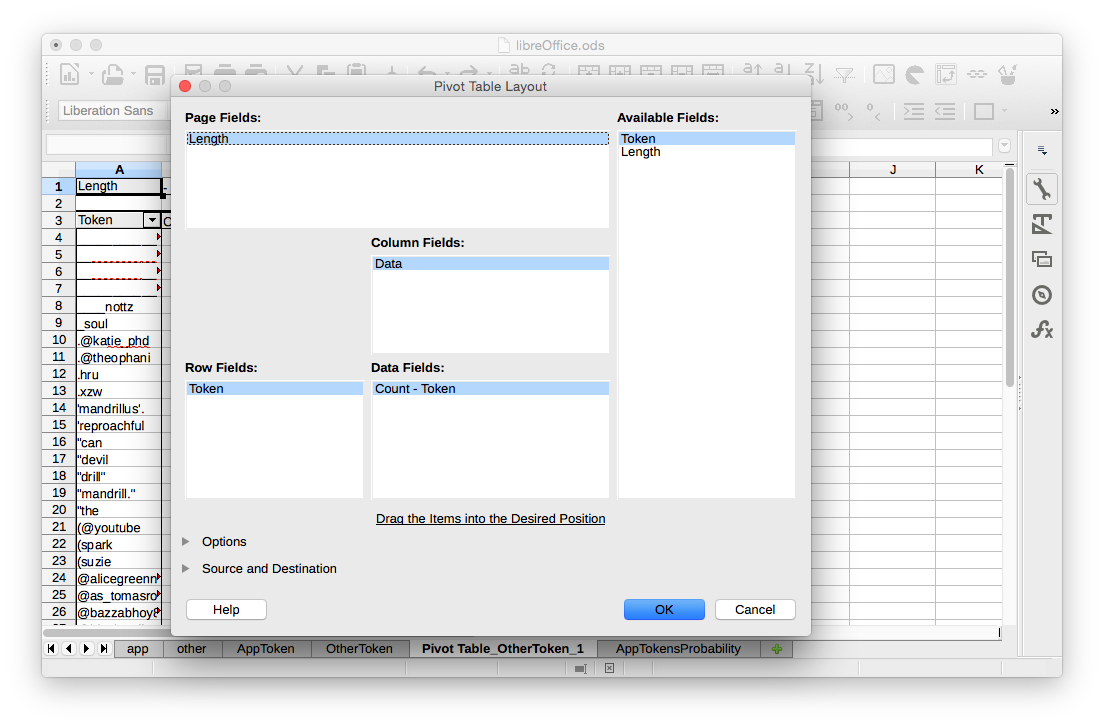 libreOffice.ods
Pivot Table Layout
Liberation Sans
Page Fields:
Length
Available Fields:
Token
Length
Column Fields:
Data
Row Fields:
Token
Data Fields:
Count - Token
Drag the Items into the Desired Position
Options
Source and Destination
Help
OK
Cancel
A
J
K
1 Length
2
3 Token
4
5
6
7
8 ____nottz
9 _soul
10 .@katie_phd
11 .@theophani
12 .hru
13 .xzw
14 'mandrillus'.
15 'reproachful
16 "can
17 "devil
18 "drill"
19 "mandrill."
20 "the
21 (@youtube
22 (spark
23 (suzie
24 @alicegreenn
25 @as_tomasro
26 @bazzabhoy
app
other
AppToken
OtherToken
Pivot Table_OtherToken_1
AppTokensProbability